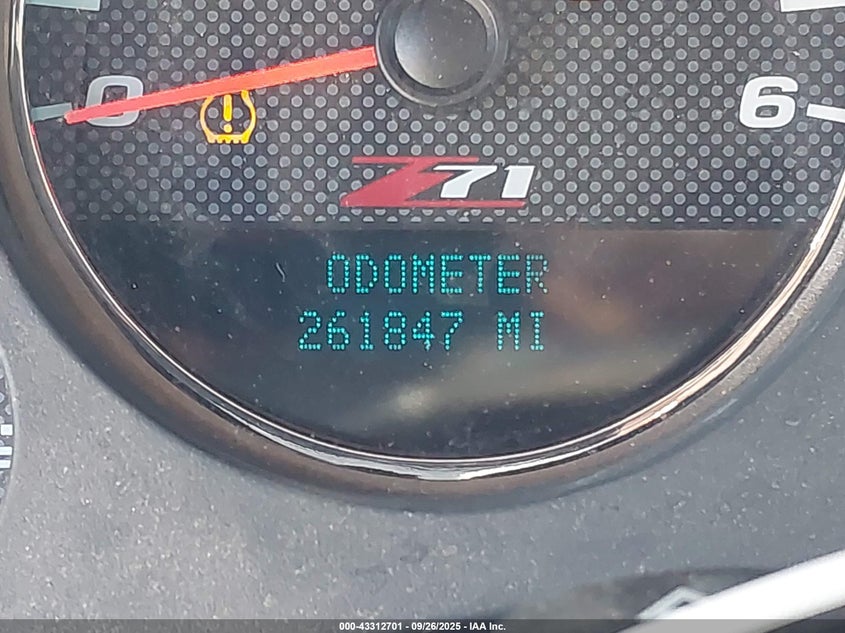 0
6
Z71
ODOMETER
261847 MI
000-43312701 - 09/26/2025 - IAA Inc.